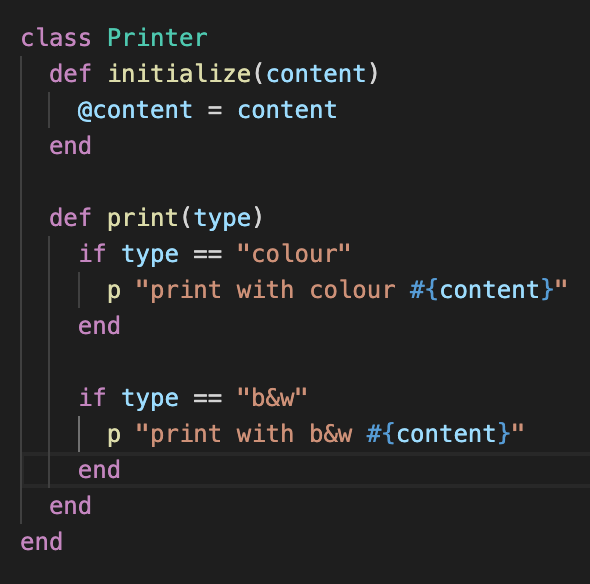 class Printer
  def initialize(content)
    @content = content
  end

  def print(type)
    if type == "colour"
      p "print with colour #{content}"
    end

    if type == "b&w"
      p "print with b&w #{content}"
    end
  end
end